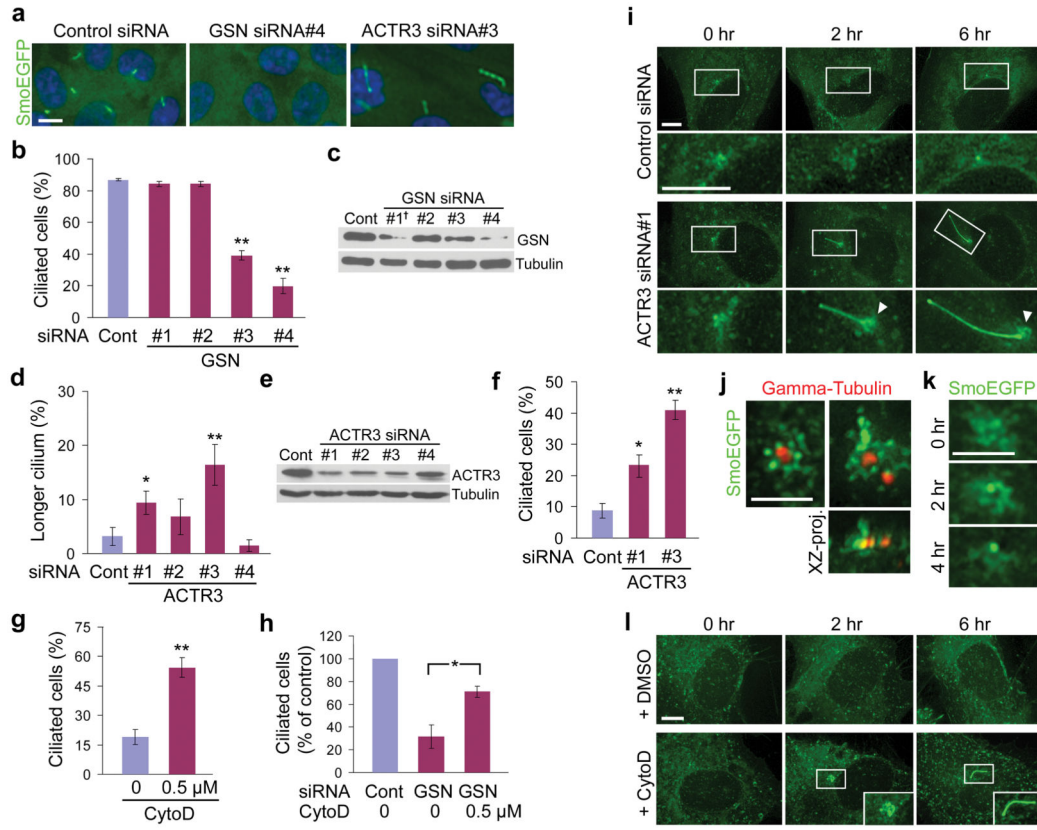 a
Control siRNA GSN siRNA#4 ACTR3 siRNA#3
SmoEGFP
b
Ciliated cells (%)
100
80
60
40
20
0
**
**
siRNA Cont #1 #2 #3 #4
GSN
c
GSN siRNA
Cont #1† #2 #3 #4
GSN
Tubulin
d
Longer cilium (%)
30
20
10
0
*
**
siRNA Cont #1 #2 #3 #4
ACTR3
e
ACTR3 siRNA
Cont #1 #2 #3 #4
ACTR3
Tubulin
f
Ciliated cells (%)
50
40
30
20
10
0
*
**
siRNA Cont #1 #3
ACTR3
g
Ciliated cells (%)
75
60
45
30
15
0
**
0 0.5 µM
CytoD
h
Ciliated cells
(% of control)
100
80
60
40
20
0
*
siRNA Cont GSN GSN
CytoD 0 0 0.5 µM
i
0 hr 2 hr 6 hr
Control siRNA
ACTR3 siRNA#1
j
Gamma-Tubulin
SmoEGFP
XZ-proj.
k
SmoEGFP
0 hr
2 hr
4 hr
l
0 hr 2 hr 6 hr
+ DMSO
+ CytoD